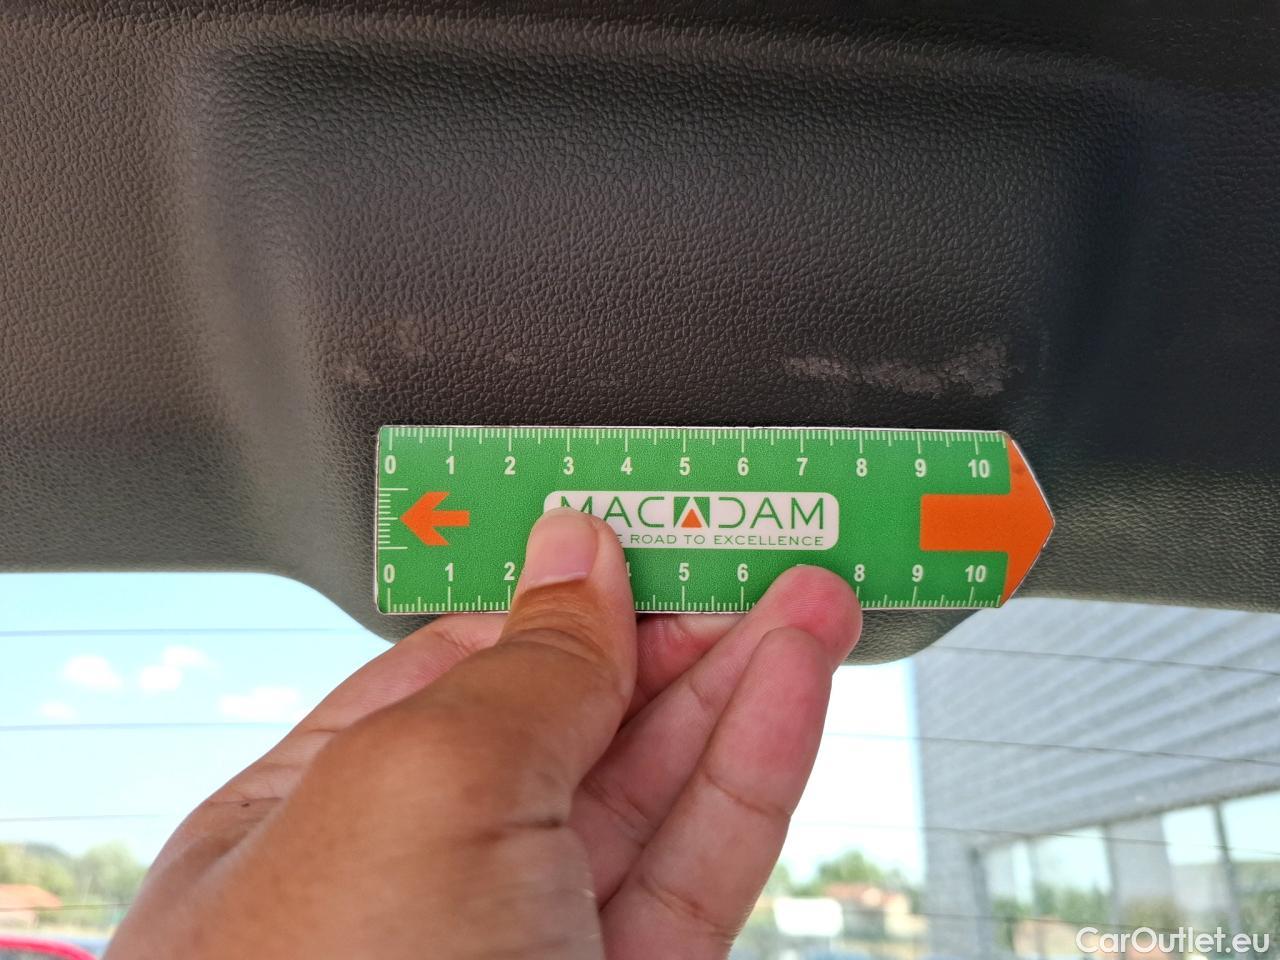 0 1 2 3 4 5 6 7 8 9 10
MACADAM
ROAD TO EXCELLENCE
0 1 2 5 6 8 9 10
CarOutlet.eu